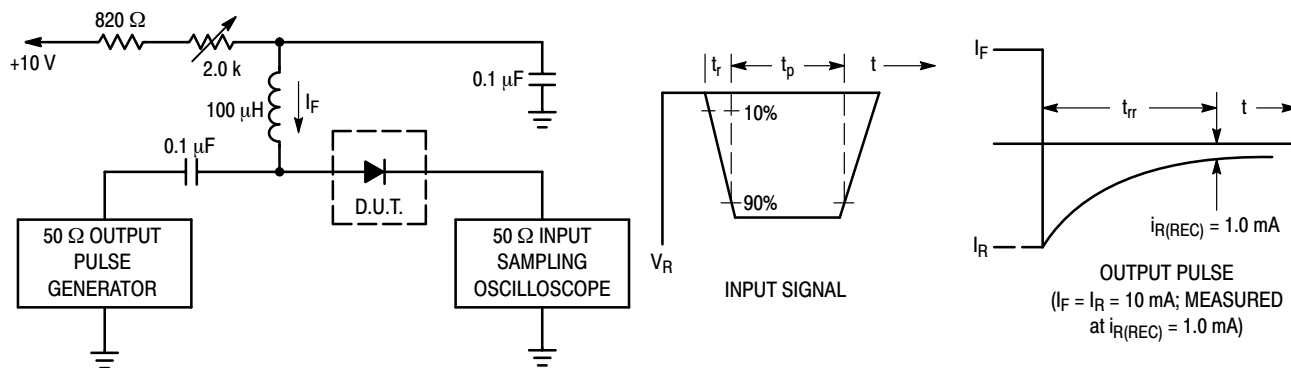 820 Ω
+10 V
2.0 k
100 μH
I_F
0.1 μF
0.1 μF
D.U.T.
50 Ω OUTPUT
PULSE
GENERATOR
50 Ω INPUT
SAMPLING
OSCILLOSCOPE
t_r
t_p
t
10%
90%
V_R
INPUT SIGNAL
I_F
t_rr
t
I_R
i_R(REC) = 1.0 mA
OUTPUT PULSE
(I_F = I_R = 10 mA; MEASURED
at i_R(REC) = 1.0 mA)